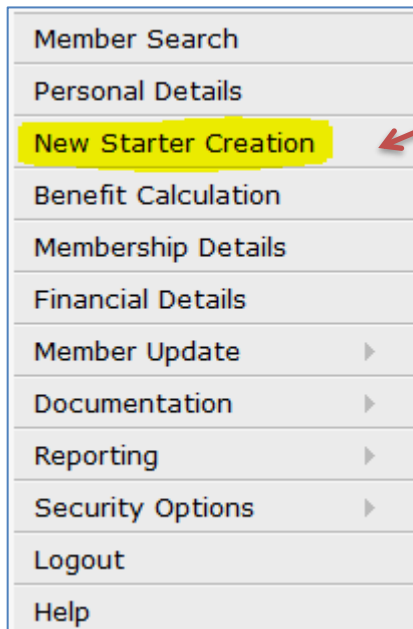 Member Search
Personal Details
New Starter Creation
Benefit Calculation
Membership Details
Financial Details
Member Update
Documentation
Reporting
Security Options
Logout
Help